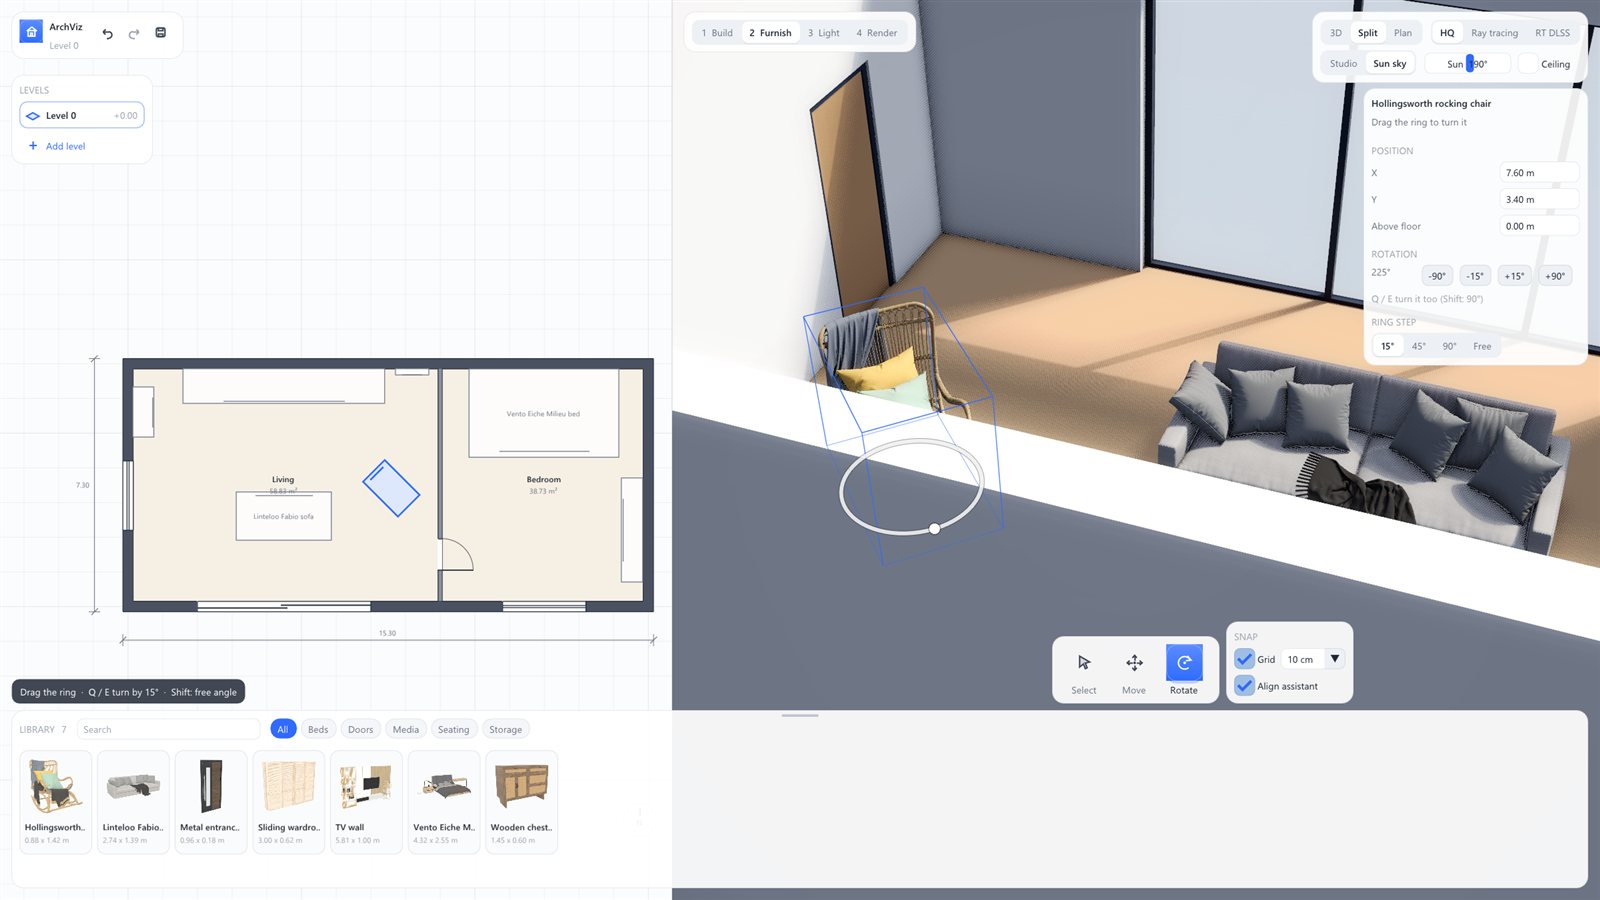 ArchViz
Level 0
LEVELS
Level 0 +0.00
+ Add level
1 Build 2 Furnish 3 Light 4 Render
3D Split Plan HQ Ray tracing RT DLSS
Studio Sun sky Sun 190° Ceiling
Hollingsworth rocking chair
Drag the ring to turn it
POSITION
X 7.60 m
Y 3.40 m
Above floor 0.00 m
ROTATION
225° -90° -15° +15° +90°
Q / E turn it too (Shift: 90°)
RING STEP
15° 45° 90° Free
Vento Eiche Milieu bed
Living
58.83 m²
Bedroom
38.73 m²
Linteloo Fabio sofa
7.30
15.30
Select Move Rotate
SNAP
Grid 10 cm
Align assistant
Drag the ring · Q / E turn by 15° · Shift: free angle
LIBRARY 7 Search All Beds Doors Media Seating Storage
Hollingsworth.. Linteloo Fabio.. Metal entranc.. Sliding wardro.. TV wall Vento Eiche M.. Wooden chest..
0.88 x 1.42 m 2.74 x 1.39 m 0.96 x 0.18 m 3.00 x 0.62 m 5.81 x 1.00 m 4.32 x 2.55 m 1.45 x 0.60 m